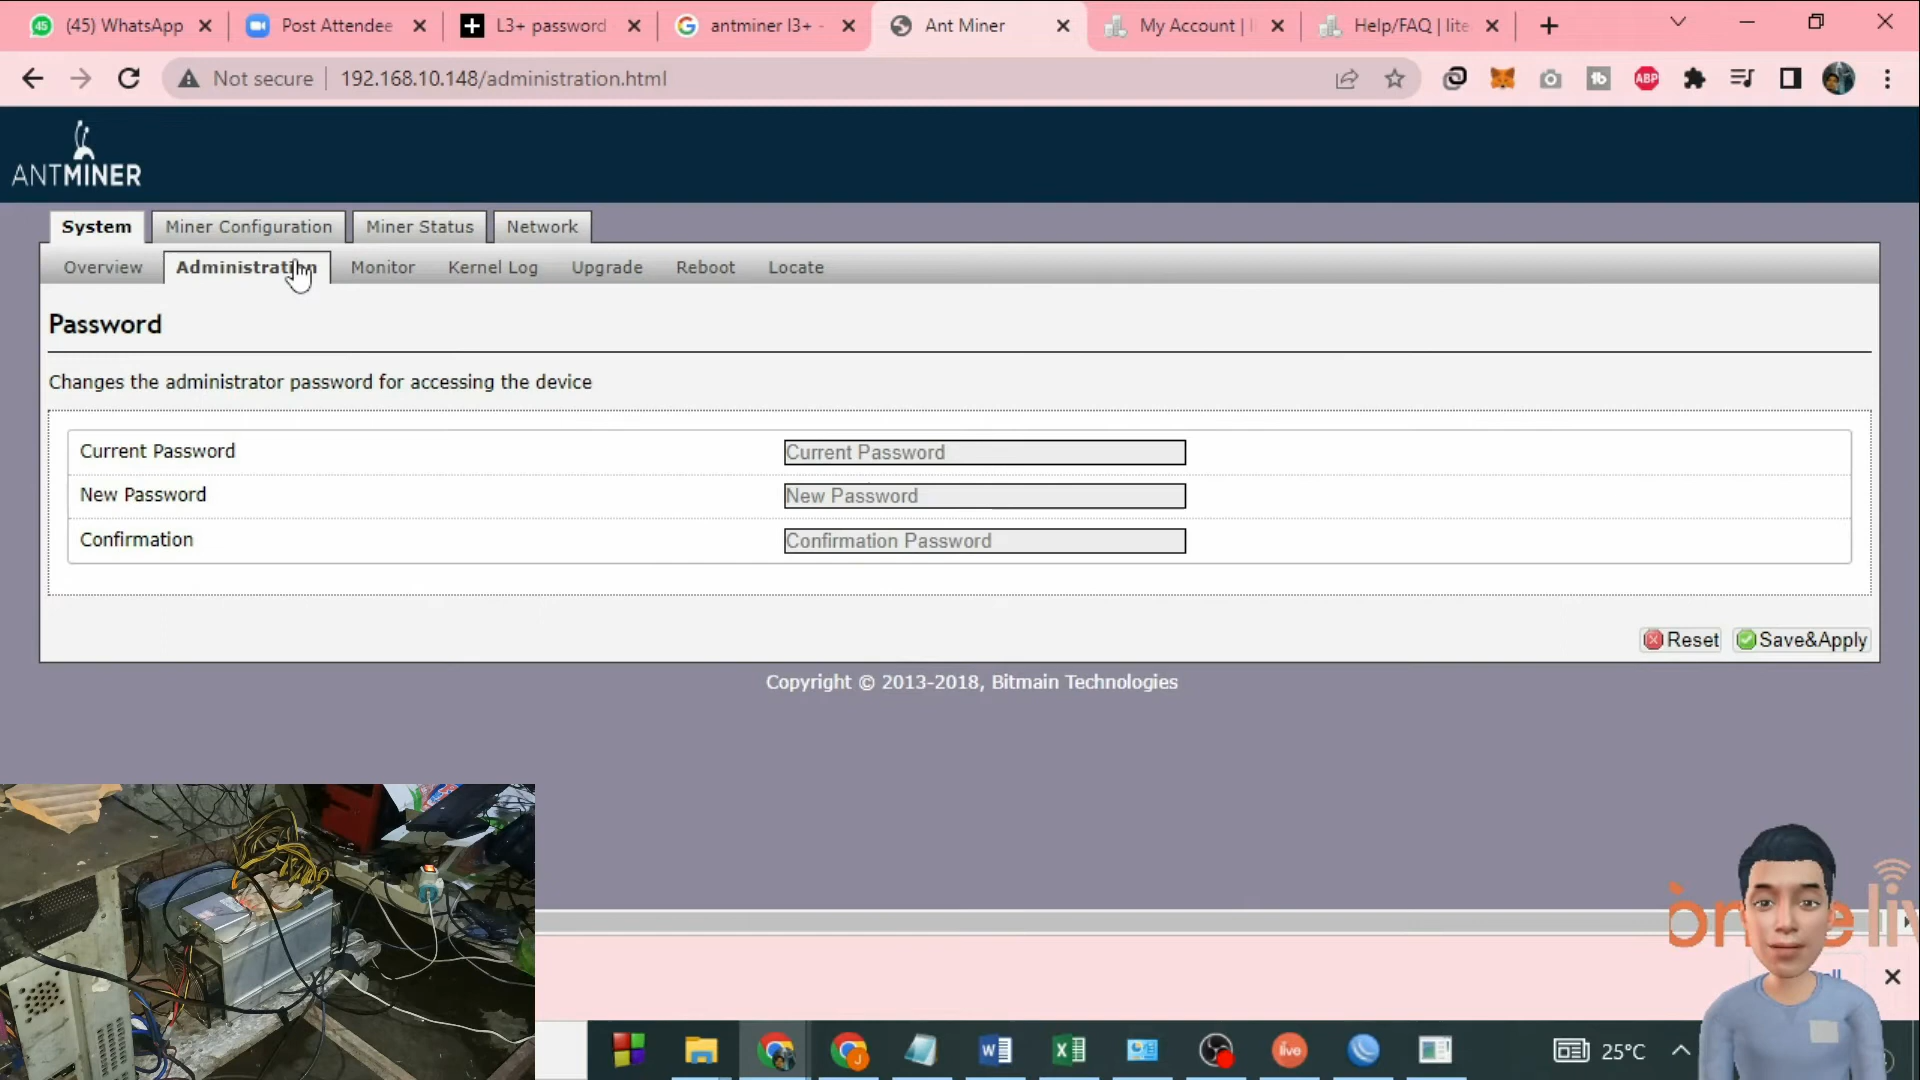 (45) WhatsApp
Post Attendee
L3+ password
antminer l3+ -
Ant Miner
My Account |
Help/FAQ | lite
Not secure
192.168.10.148/administration.html
ABP
ANTMINER
System
Miner Configuration
Miner Status
Network
Overview
Administration
Monitor
Kernel Log
Upgrade
Reboot
Locate
Password
Changes the administrator password for accessing the device
Current Password
Current Password
New Password
New Password
Confirmation
Confirmation Password
Reset
Save&Apply
Copyright © 2013-2018, Bitmain Technologies
live
25°C